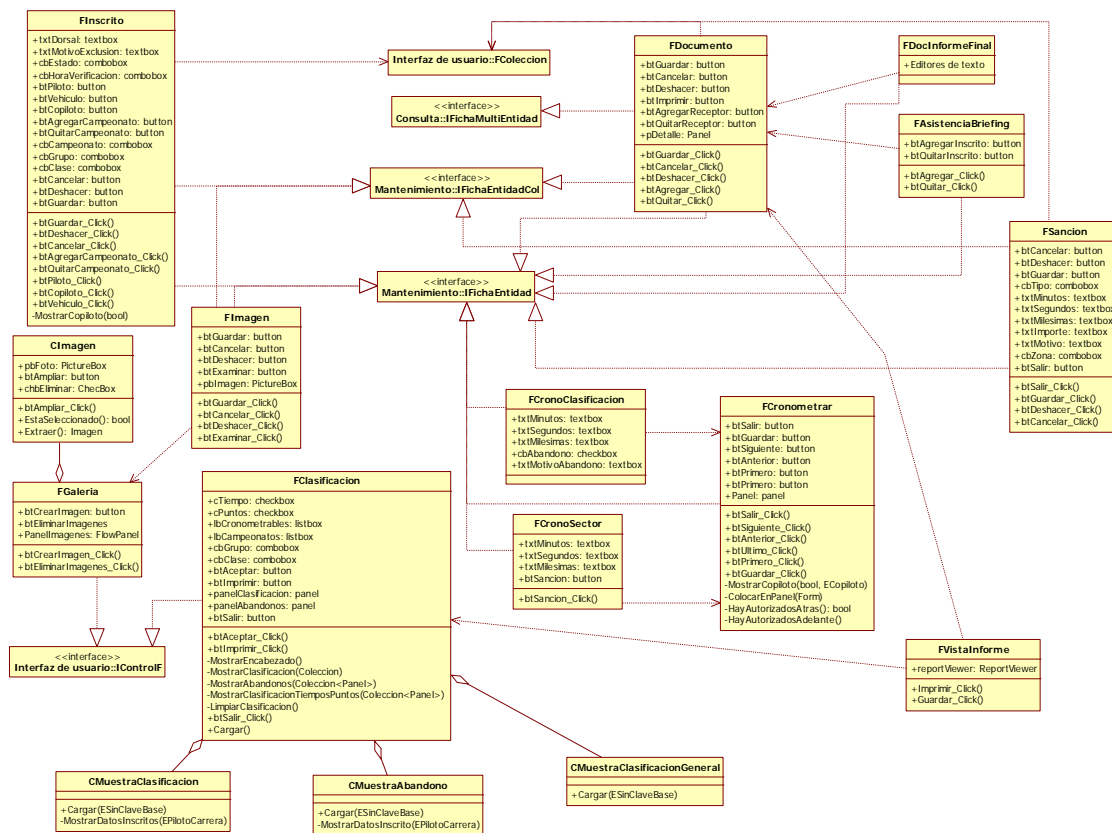 FInscrito
+txtDorsal: textbox
+txtMotivoExclusion: textbox
+cbEstado: combobox
+cbHoraVerificacion: combobox
+btPiloto: button
+btVehiculo: button
+btCopiloto: button
+btAgregarCampeonato: button
+btQuitarCampeonato: button
+cbCampeonato: combobox
+cbGrupo: combobox
+cbClase: combobox
+btCancelar: button
+btDeshacer: button
+btGuardar: button
+btGuardar_Click()
+btDeshacer_Click()
+btCancelar_Click()
+btAgregarCampeonato_Click()
+btQuitarCampeonato_Click()
+btPiloto_Click()
+btCopiloto_Click()
+btVehiculo_Click()
-MostrarCopiloto(bool)
Interfaz de usuario::FColeccion
<<interface>>
Consulta::IFichaMultiEntidad
<<interface>>
Mantenimiento::IFichaEntidadCol
<<interface>>
Mantenimiento::IFichaEntidad
FDocumento
+btGuardar: button
+btCancelar: button
+btDeshacer: button
+btImprimir: button
+btAgregarReceptor: button
+btQuitarReceptor: button
+pDetalle: Panel
+btGuardar_Click()
+btCancelar_Click()
+btDeshacer_Click()
+btAgregar_Click()
+btQuitar_Click()
FDocInformeFinal
+Editores de texto
FAsistenciaBriefing
+btAgregarInscrito: button
+btQuitarInscrito: button
+btAgregar_Click()
+btQuitar_Click()
FSancion
+btCancelar: button
+btDeshacer: button
+btGuardar: button
+cbTipo: combobox
+txtMinutos: textbox
+txtSegundos: textbox
+txtMilesimas: textbox
+txtImporte: textbox
+txtMotivo: textbox
+cbZona: combobox
+btSalir: button
+btSalir_Click()
+btGuardar_Click()
+btDeshacer_Click()
+btCancelar_Click()
CImagen
+pbFoto: PictureBox
+btAmpliar: button
+chbEliminar: ChecBox
+btAmpliar_Click()
+EstaSeleccionado(): bool
+Extraer(): Imagen
FImagen
+btGuardar: button
+btCancelar: button
+btDeshacer: button
+btExaminar: button
+pbImagen: PictureBox
+btGuardar_Click()
+btCancelar_Click()
+btDeshacer_Click()
+btExaminar_Click()
FGaleria
+btCrearImagen: button
+btEliminarImagenes
+PanelImagenes: FlowPanel
+btCrearImagen_Click()
+btEliminarImagenes_Click()
<<interface>>
Interfaz de usuario::IControlF
FClasificacion
+cTiempo: checkbox
+cPuntos: checkbox
+lbCronometrables: listbox
+lbCampeonatos: listbox
+cbGrupo: combobox
+cbClase: combobox
+btAceptar: button
+btImprimir: button
+panelClasificacion: panel
+panelAbandonos: panel
+btSalir: button
+btAceptar_Click()
+btImprimir_Click()
-MostrarEncabezado()
-MostrarClasificacion(Coleccion)
-MostrarAbandonos(Coleccion<Panel>)
-MostrarClasificacionTiemposPuntos(Coleccion<Panel>)
-LimpiarClasificacion()
+btSalir_Click()
+Cargar()
FCronoClasificacion
+txtMinutos: textbox
+txtSegundos: textbox
+txtMilesimas: textbox
+cbAbandono: checkbox
+txtMotivoAbandono: textbox
FCronoSector
+txtMinutos: textbox
+txtSegundos: textbox
+txtMilesimas: textbox
+btSancion: button
+btSancion_Click()
FCronometrar
+btSalir: button
+btGuardar: button
+btSiguiente: button
+btAnterior: button
+btPrimero: button
+btPrimero: button
+Panel: panel
+btSalir_Click()
+btSiguiente_Click()
+btAnterior_Click()
+btUltimo_Click()
+btPrimero_Click()
+btGuardar_Click()
-MostrarCopiloto(bool, ECopiloto)
-ColocarEnPanel(Form)
-HayAutorizadosAtras(): bool
-HayAutorizadosAdelante()
FVistaInforme
+reportViewer: ReportViewer
+Imprimir_Click()
+Guardar_Click()
CMuestraClasificacion
+Cargar(ESinClaveBase)
-MostrarDatosInscritos(EPilotoCarrera)
CMuestraAbandono
+Cargar(ESinClaveBase)
-MostrarDatosInscrito(EPilotoCarrera)
CMuestraClasificacionGeneral
+Cargar(ESinClaveBase)